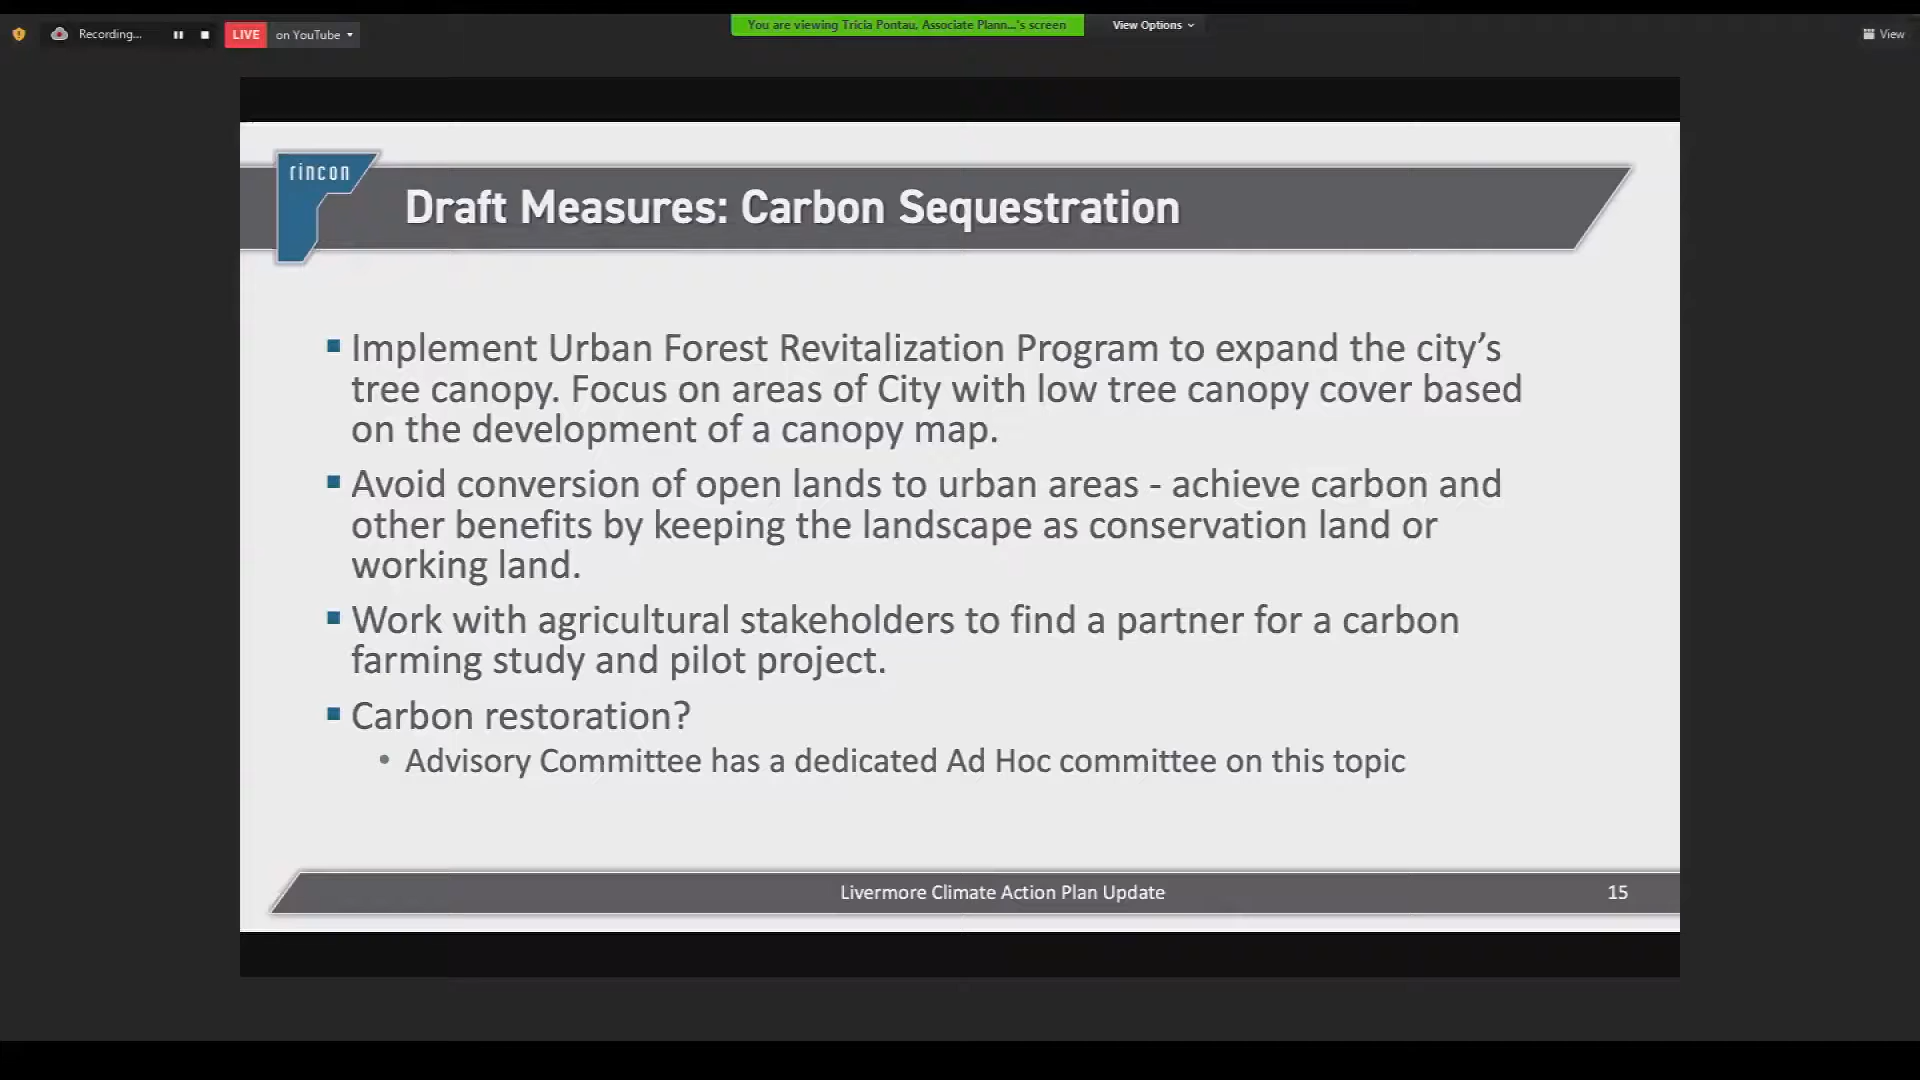 Recording...
LIVE on YouTube
You are viewing Tricia Pontau, Associate Plann...'s screen
View Options
View
rincon
Draft Measures: Carbon Sequestration
Implement Urban Forest Revitalization Program to expand the city's
tree canopy. Focus on areas of City with low tree canopy cover based
on the development of a canopy map.
Avoid conversion of open lands to urban areas - achieve carbon and
other benefits by keeping the landscape as conservation land or
working land.
Work with agricultural stakeholders to find a partner for a carbon
farming study and pilot project.
Carbon restoration?
Advisory Committee has a dedicated Ad Hoc committee on this topic
Livermore Climate Action Plan Update
15